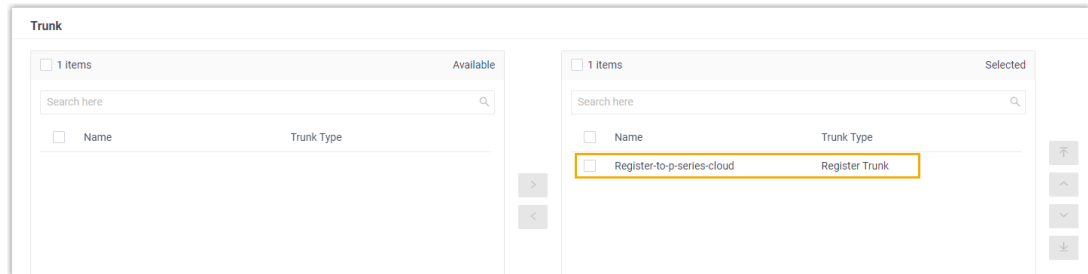 Trunk
1 items Available
Search here
Name Trunk Type
1 items Selected
Search here
Name Trunk Type
Register-to-p-series-cloud Register Trunk